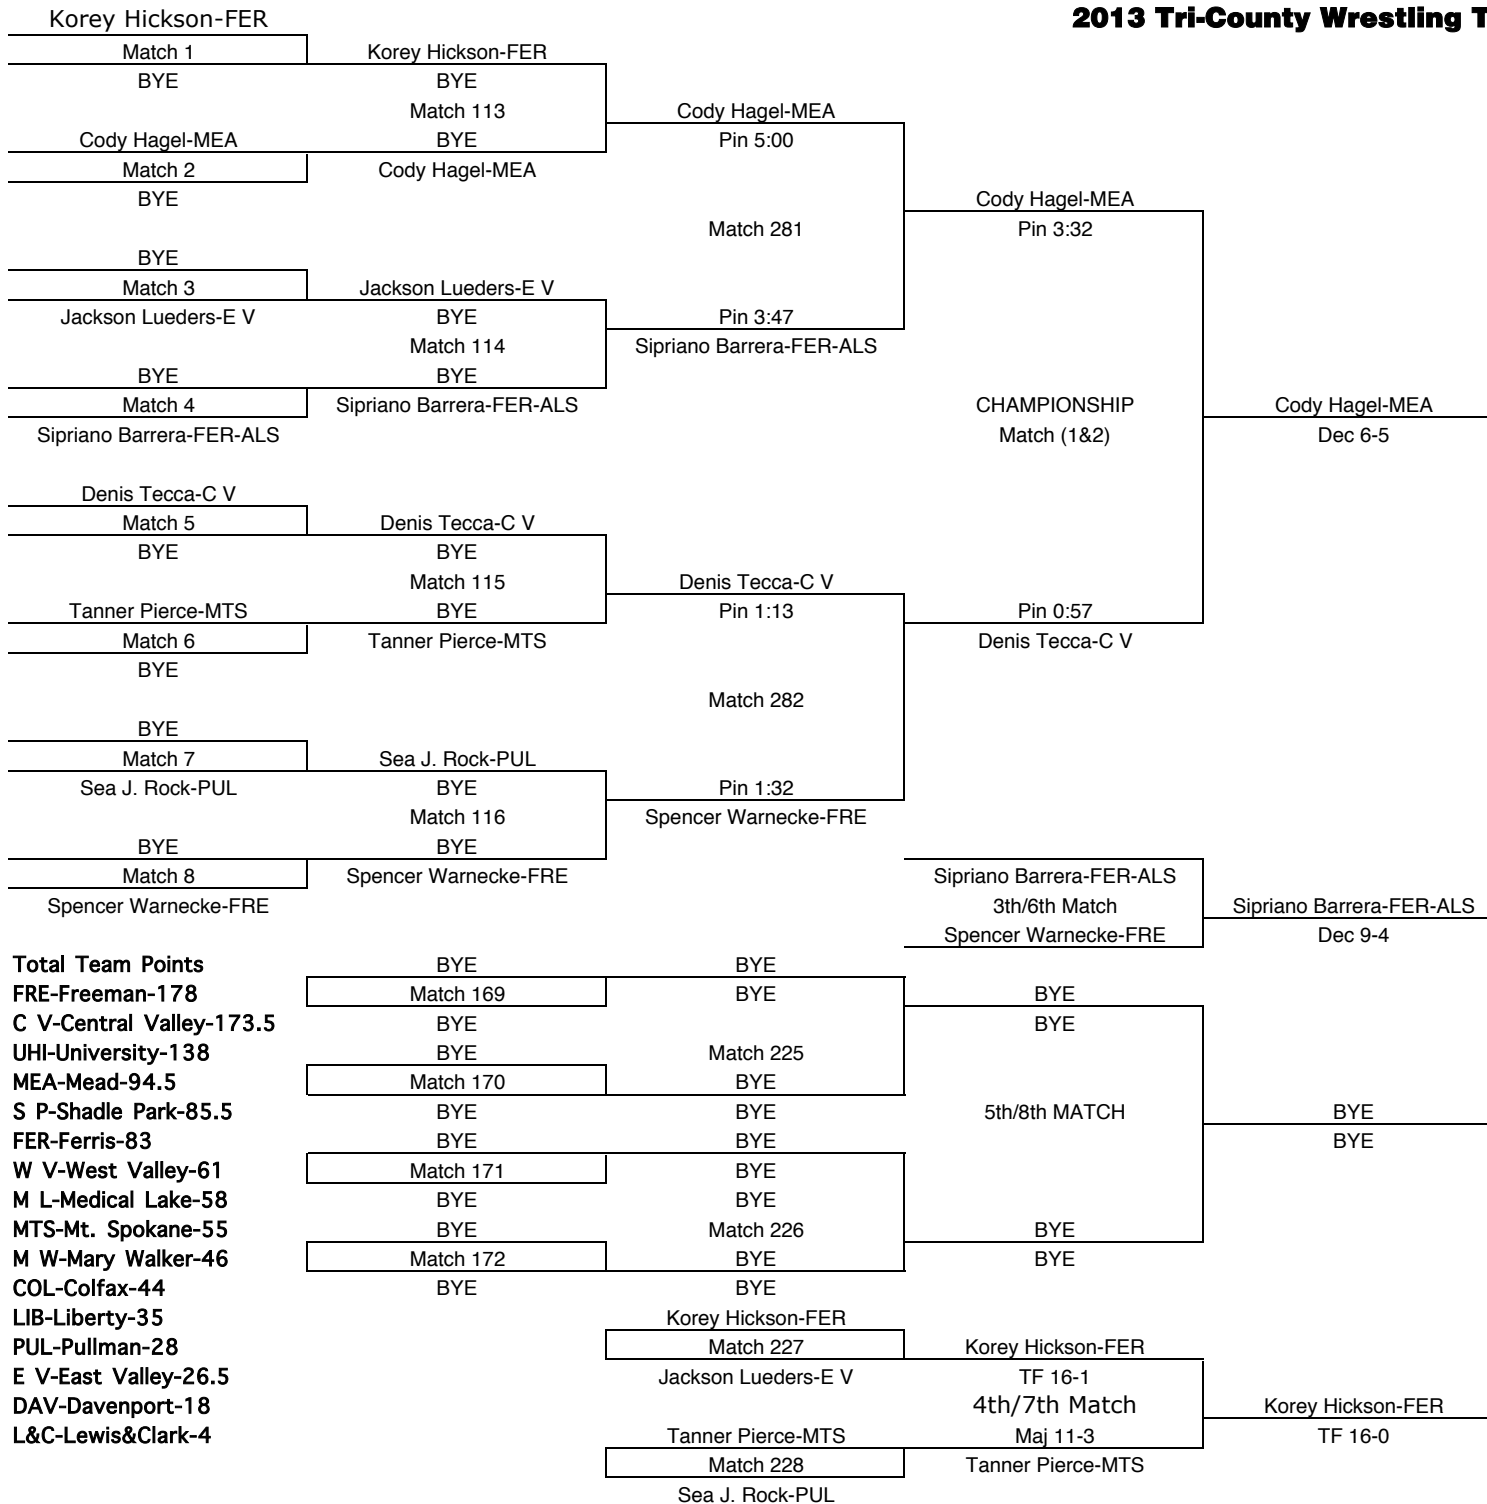 Korey Hickson-FER 2013 Tri-County Wrestling T
Match 1 Korey Hickson-FER
BYE BYE
Match 113 Cody Hagel-MEA
Cody Hagel-MEA BYE Pin 5:00
Match 2 Cody Hagel-MEA
BYE Cody Hagel-MEA
Match 281 Pin 3:32
BYE
Match 3 Jackson Lueders-E V
Jackson Lueders-E V BYE Pin 3:47
Match 114 Sipriano Barrera-FER-ALS
BYE BYE
Match 4 Sipriano Barrera-FER-ALS CHAMPIONSHIP Cody Hagel-MEA
Sipriano Barrera-FER-ALS Match (1&2) Dec 6-5
Denis Tecca-C V
Match 5 Denis Tecca-C V
BYE BYE
Match 115 Denis Tecca-C V
Tanner Pierce-MTS BYE Pin 1:13 Pin 0:57
Match 6 Tanner Pierce-MTS Denis Tecca-C V
BYE
Match 282
BYE
Match 7 Sea J. Rock-PUL
Sea J. Rock-PUL BYE Pin 1:32
Match 116 Spencer Warnecke-FRE
BYE BYE
Match 8 Spencer Warnecke-FRE Sipriano Barrera-FER-ALS
Spencer Warnecke-FRE 3th/6th Match Sipriano Barrera-FER-ALS
Spencer Warnecke-FRE Dec 9-4
Total Team Points BYE BYE
FRE-Freeman-178 Match 169 BYE BYE
C V-Central Valley-173.5 BYE BYE
UHI-University-138 BYE Match 225
MEA-Mead-94.5 Match 170 BYE
S P-Shadle Park-85.5 BYE BYE 5th/8th MATCH BYE
FER-Ferris-83 BYE BYE BYE
W V-West Valley-61 Match 171 BYE
M L-Medical Lake-58 BYE BYE
MTS-Mt. Spokane-55 BYE Match 226 BYE
M W-Mary Walker-46 Match 172 BYE BYE
COL-Colfax-44 BYE BYE
LIB-Liberty-35 Korey Hickson-FER
PUL-Pullman-28 Match 227 Korey Hickson-FER
E V-East Valley-26.5 Jackson Lueders-E V TF 16-1
DAV-Davenport-18 4th/7th Match Korey Hickson-FER
L&C-Lewis&Clark-4 Tanner Pierce-MTS Maj 11-3 TF 16-0
Match 228 Tanner Pierce-MTS
Sea J. Rock-PUL